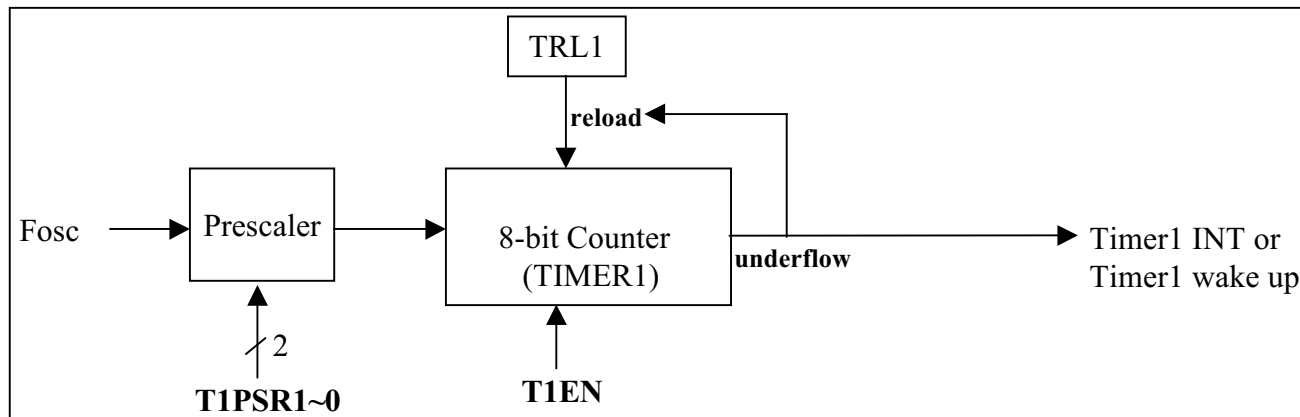 TRL1
reload
Fosc
Prescaler
8-bit Counter
(TIMER1)
underflow
Timer1 INT or
Timer1 wake up
2
T1PSR1~0
T1EN